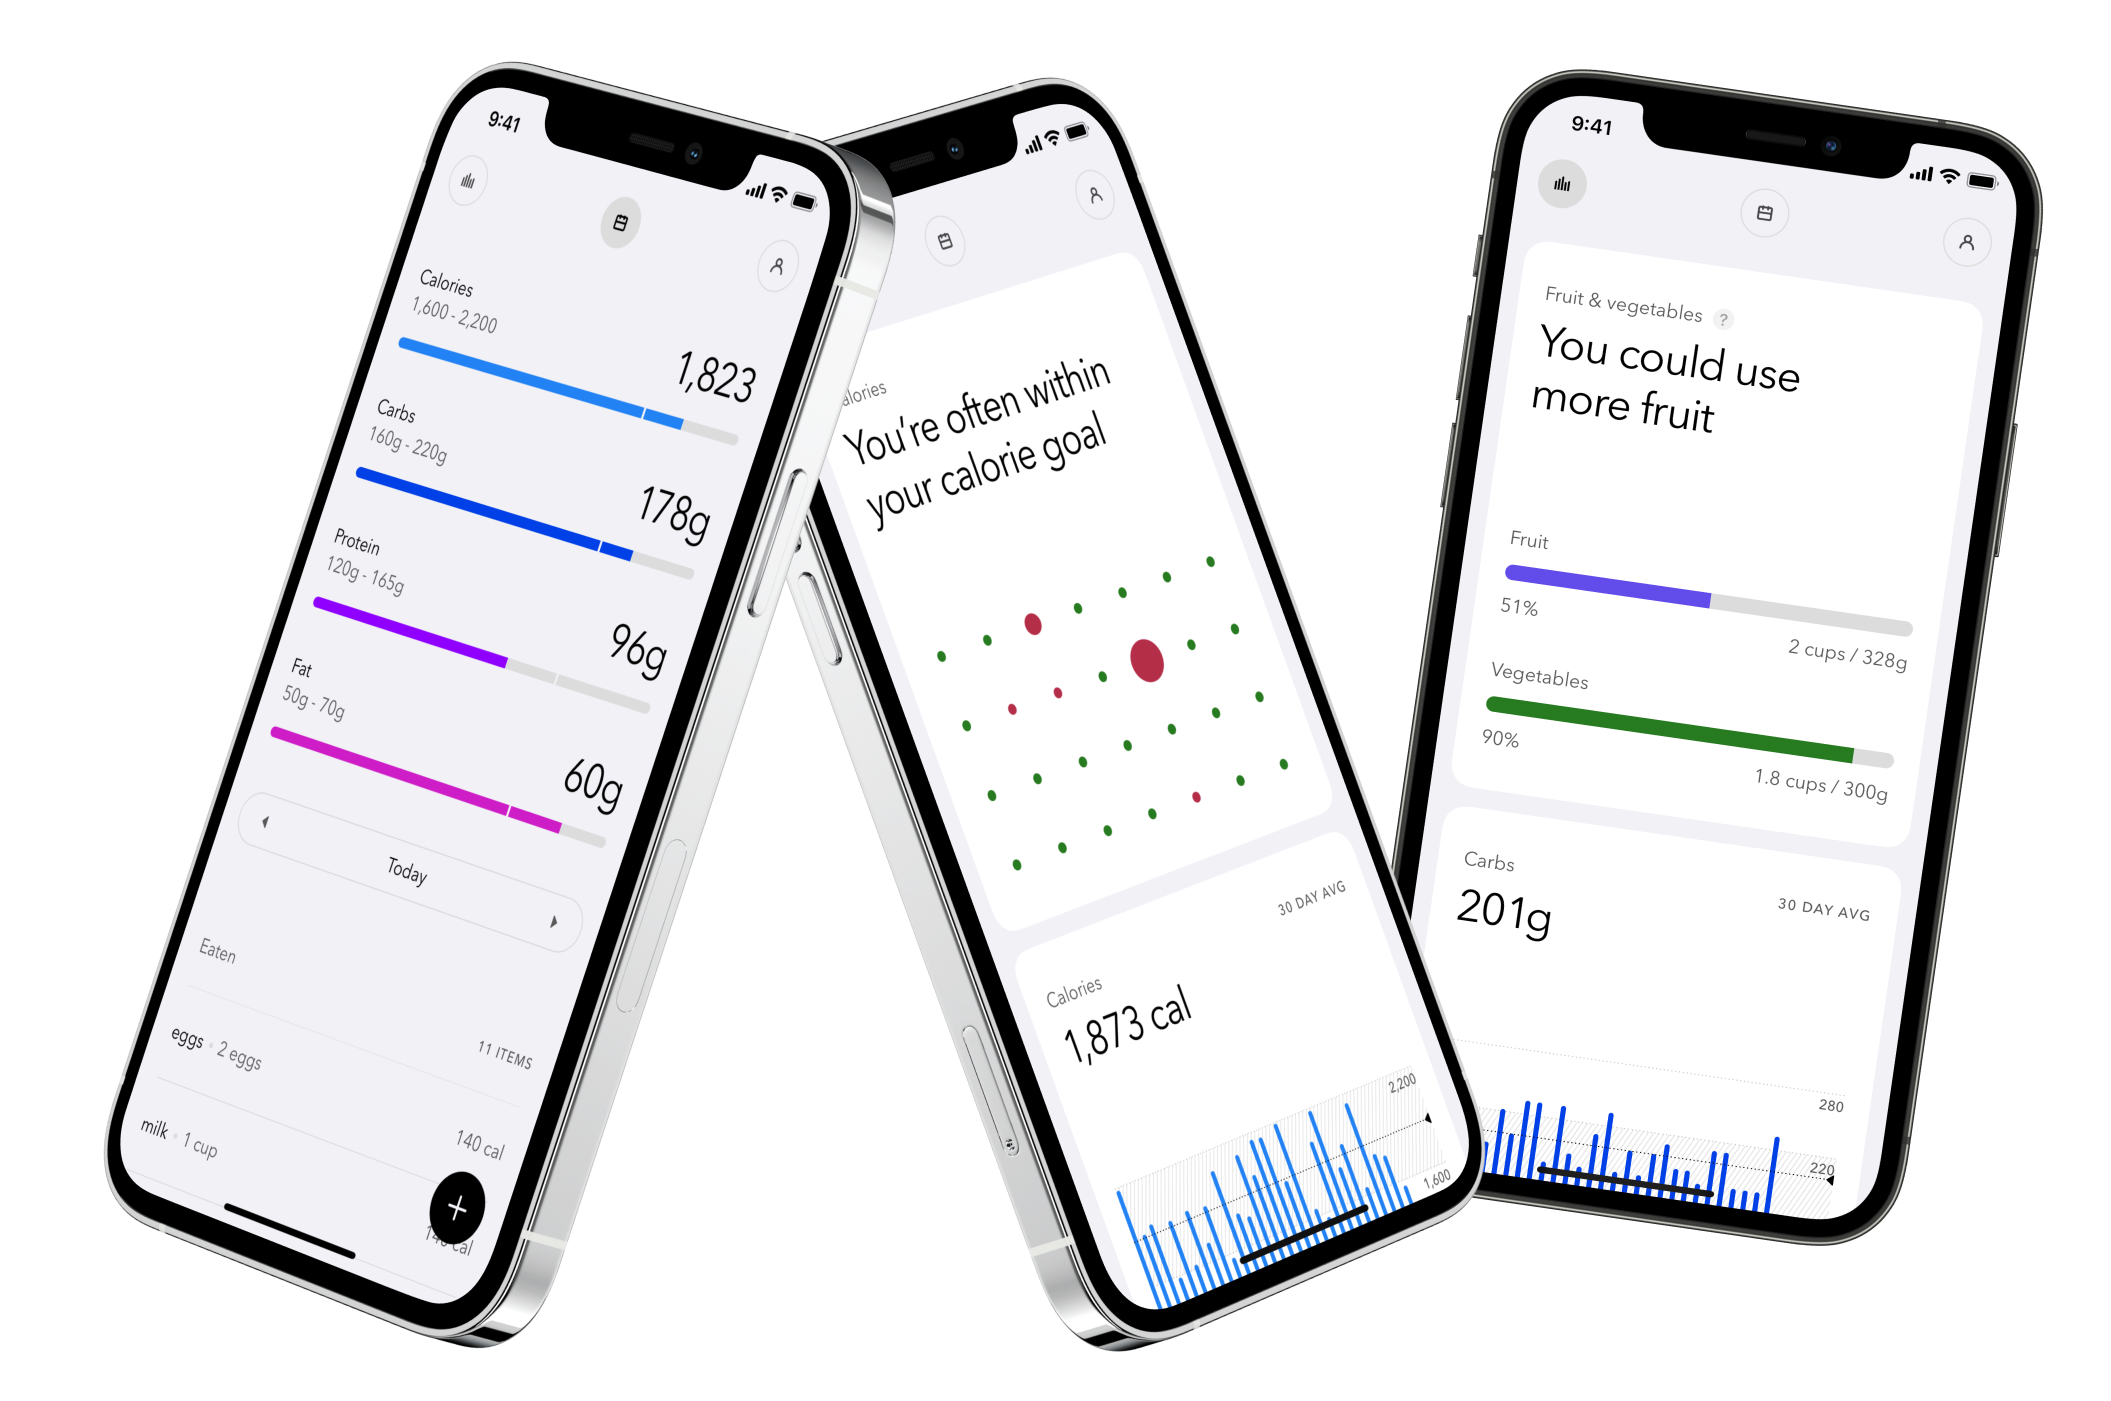 9:41
Calories
1,600 - 2,200
1,823
Carbs
160g - 220g
178g
Protein
120g - 165g
96g
Fat
50g - 70g
60g
Today
Eaten
11 ITEMS
eggs • 2 eggs
140 cal
milk • 1 cup
cal
alories
You're often within
your calorie goal
30 DAY AVG
Calories
1,873 cal
2,200
1,600
9:41
Fruit & vegetables ?
You could use
more fruit
Fruit
51%
2 cups / 328g
Vegetables
90%
1.8 cups / 300g
Carbs
201g
30 DAY AVG
280
220